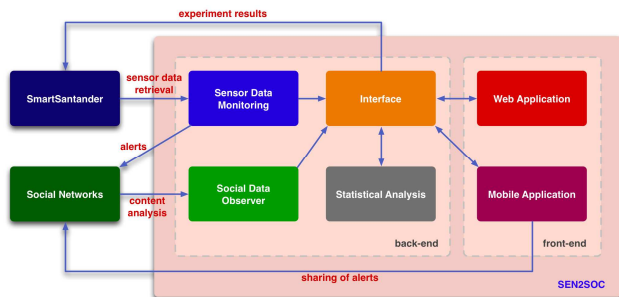 experiment results
SmartSantander
sensor data
retrieval
Sensor Data
Monitoring
Interface
Web Application
alerts
Social Networks
content
analysis
Social Data
Observer
Statistical Analysis
Mobile Application
back-end
front-end
sharing of alerts
SEN2SOC